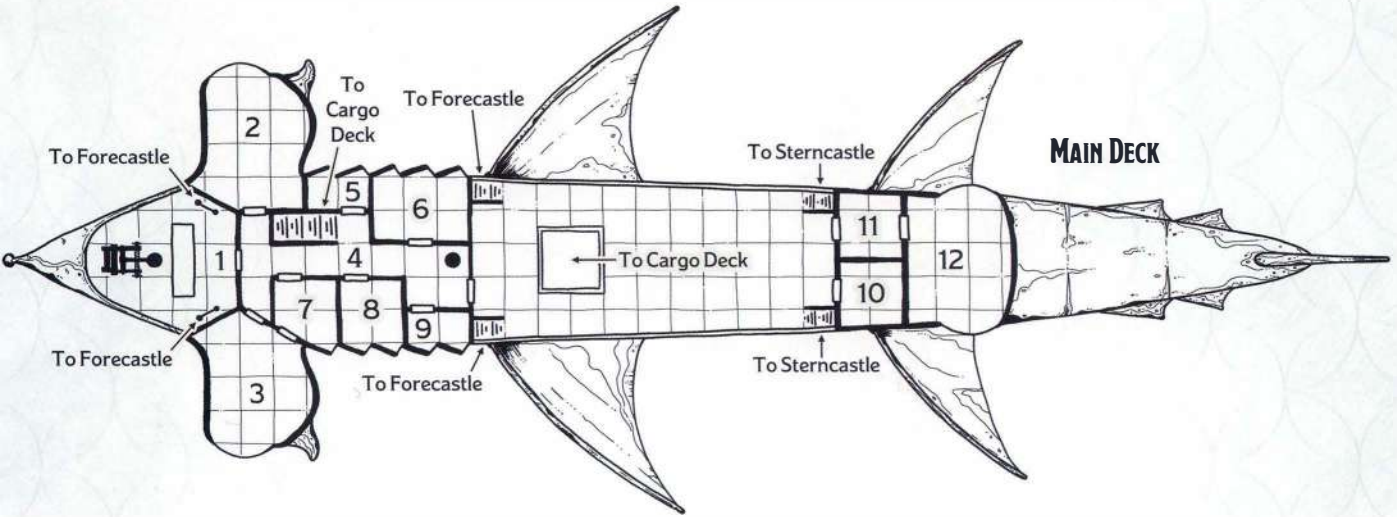 MAIN DECK
To
Cargo
Deck
To Forecastle
To Forecastle
To Sterncastle
2
5
6
11
1
4
To Cargo Deck
12
7
8
9
10
3
To Forecastle
To Forecastle
To Sterncastle